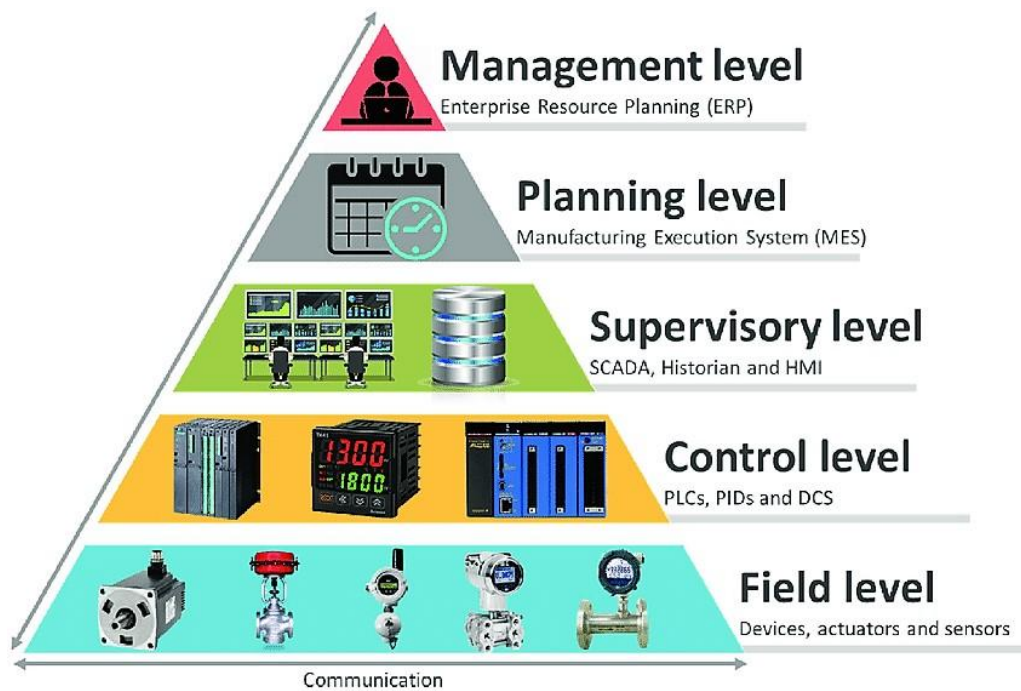 Management level
Enterprise Resource Planning (ERP)
Planning level
Manufacturing Execution System (MES)
Supervisory level
SCADA, Historian and HMI
1300
1800
Control level
PLCs, PIDs and DCS
Field level
Devices, actuators and sensors
Communication